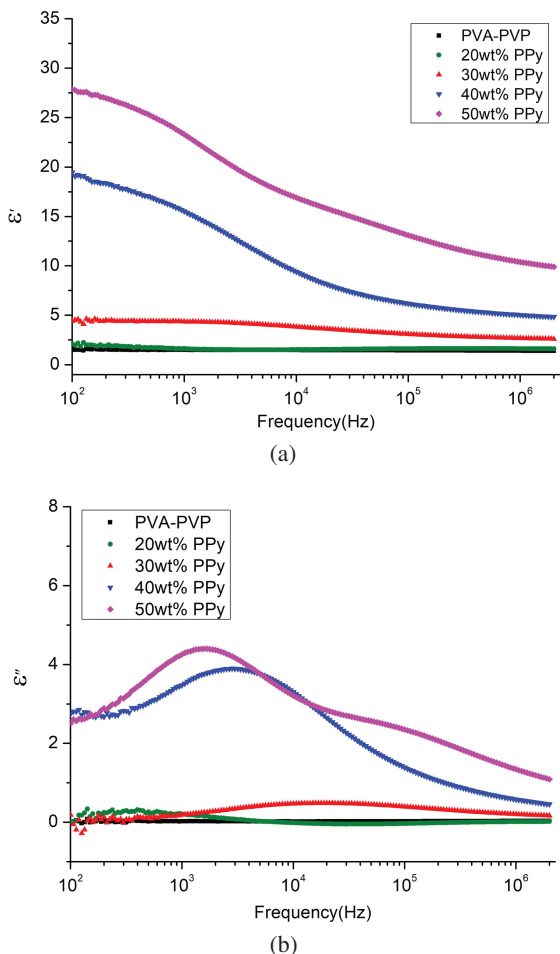 35
30
25
20
15
10
5
0
ε′
PVA-PVP
20wt% PPy
30wt% PPy
40wt% PPy
50wt% PPy
10² 10³ 10⁴ 10⁵ 10⁶
Frequency(Hz)
(a)
8
6
4
2
0
ε″
PVA-PVP
20wt% PPy
30wt% PPy
40wt% PPy
50wt% PPy
10² 10³ 10⁴ 10⁵ 10⁶
Frequency(Hz)
(b)